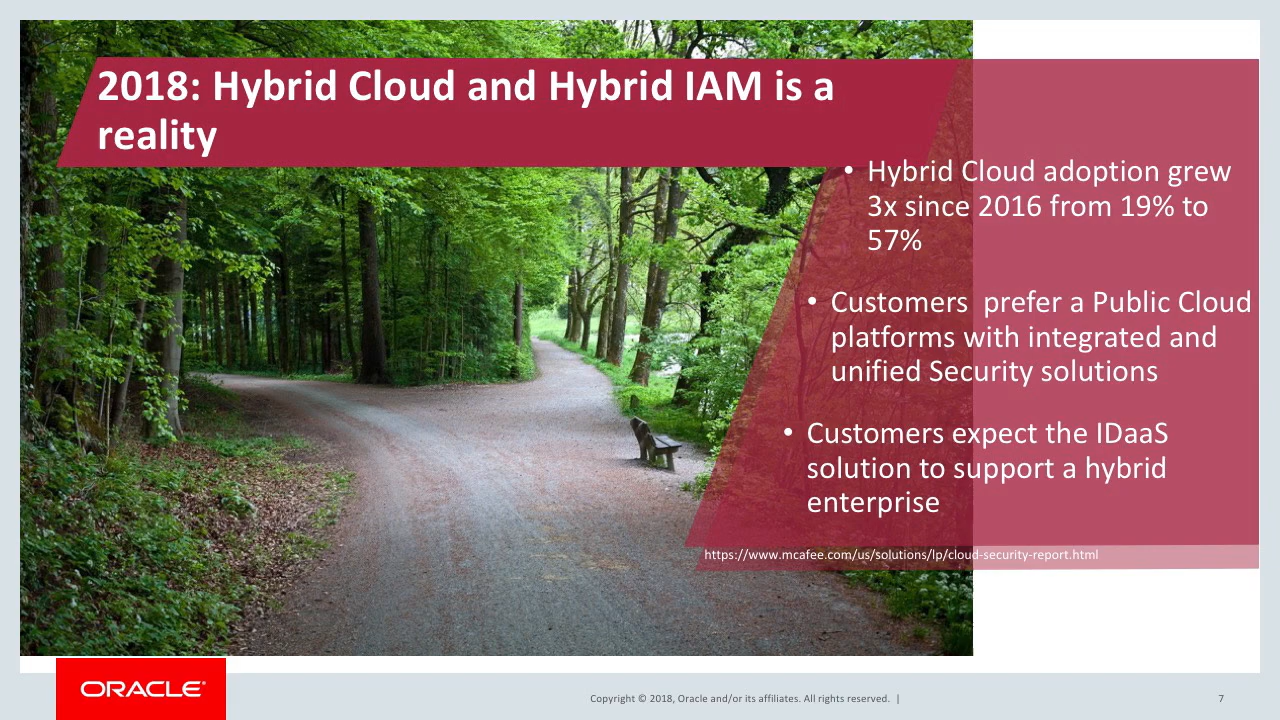 2018: Hybrid Cloud and Hybrid IAM is a
reality
• Hybrid Cloud adoption grew
3x since 2016 from 19% to
57%
• Customers  prefer a Public Cloud
platforms with integrated and
unified Security solutions
• Customers expect the IDaaS
solution to support a hybrid
enterprise
https://www.mcafee.com/us/solutions/lp/cloud-security-report.html
ORACLE®
Copyright © 2018, Oracle and/or its affiliates. All rights reserved. |
7